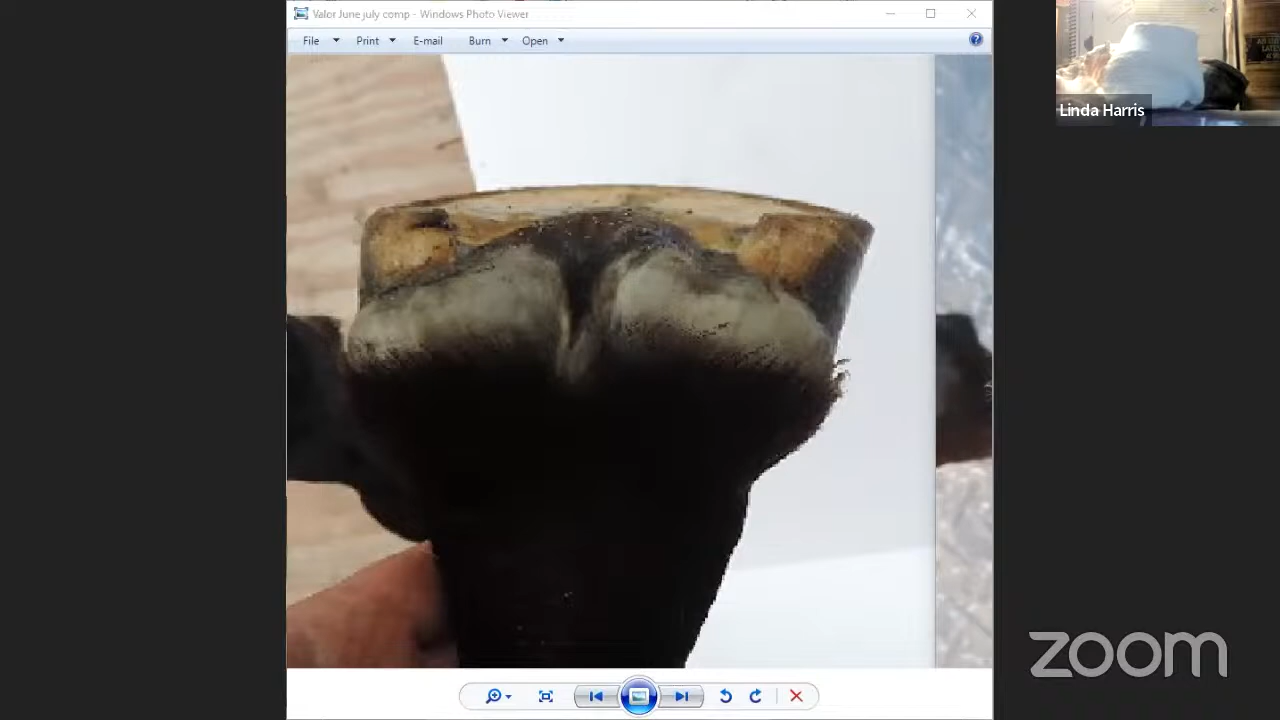 Valor June july comp - Windows Photo Viewer
File Print E-mail Burn Open
Linda Harris
zoom